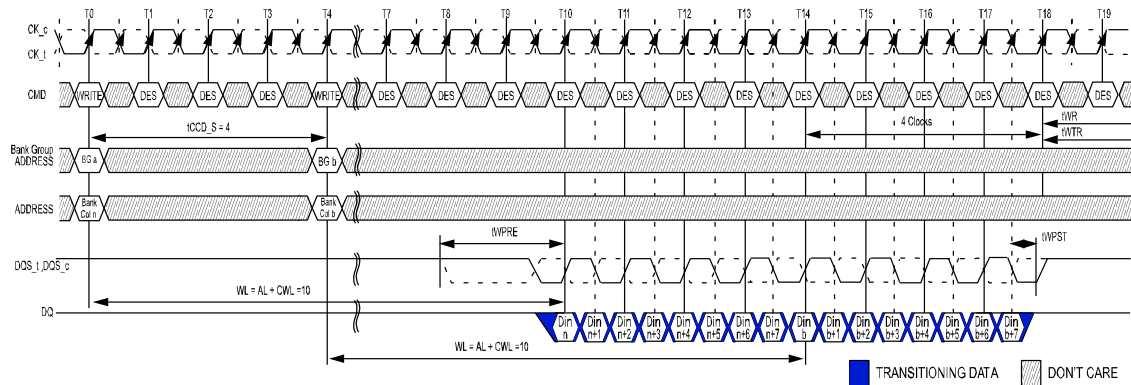 T0 T1 T2 T3 T4 T7 T8 T9 T10 T11 T12 T13 T14 T15 T16 T17 T18 T19
CK_c
CK_t
CMD WRITE DES DES DES WRITE DES DES DES DES DES DES DES DES DES DES DES DES DES
tCCD_S = 4
4 Clocks
tWR
tWTR
Bank Group
ADDRESS BG a BG b
ADDRESS Bank Col n Bank Col b
tWPRE
tWPST
DQS_t ,DQS_c
WL = AL + CWL =10
DQ Din n Din n+1 Din n+2 Din n+3 Din n+4 Din n+5 Din n+6 Din n+7 Din b Din b+1 Din b+2 Din b+3 Din b+4 Din b+5 Din b+6 Din b+7
WL = AL + CWL =10
TRANSITIONING DATA
DON'T CARE